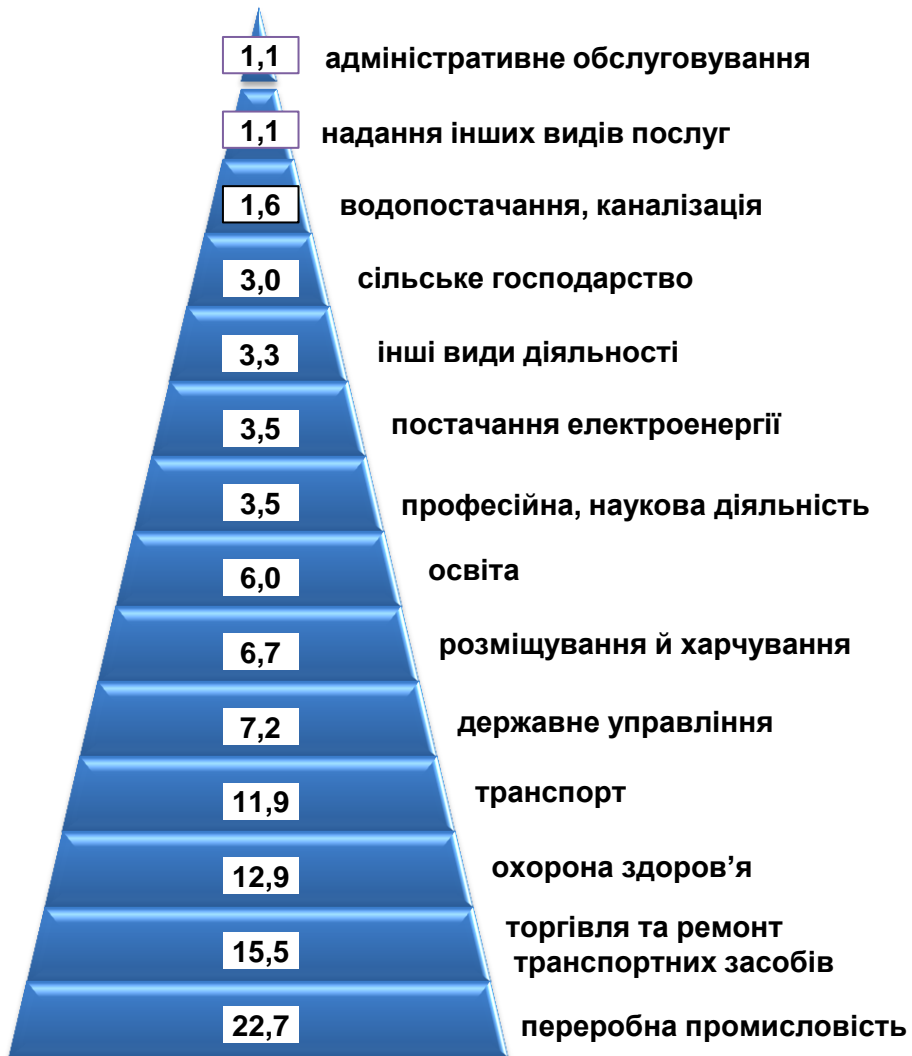 1,1 адміністративне обслуговування
1,1 надання інших видів послуг
1,6 водопостачання, каналізація
3,0 сільське господарство
3,3 інші види діяльності
3,5 постачання електроенергії
3,5 професійна, наукова діяльність
6,0 освіта
6,7 розміщування й харчування
7,2 державне управління
11,9 транспорт
12,9 охорона здоров’я
15,5 торгівля та ремонт
транспортних засобів
22,7 переробна промисловість